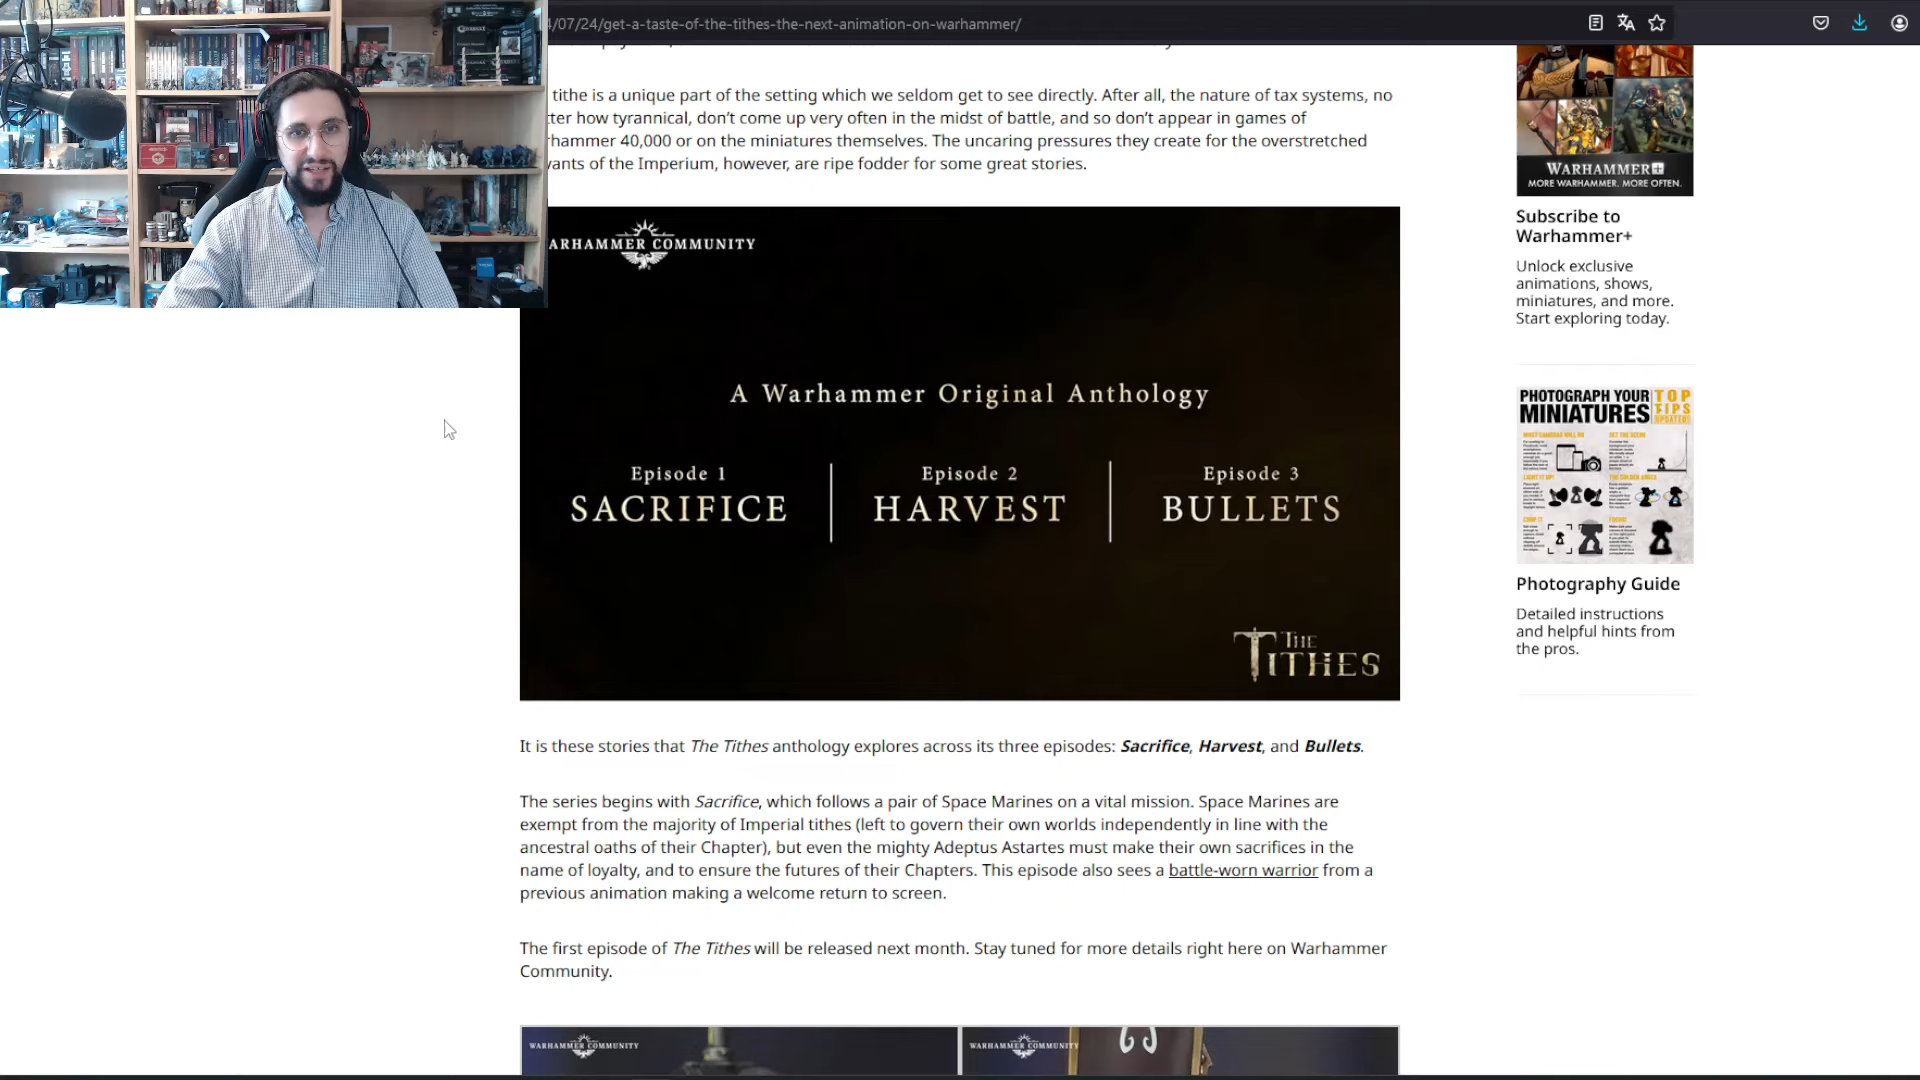 4/07/24/get-a-taste-of-the-tithes-the-next-animation-on-warhammer/
tithe is a unique part of the setting which we seldom get to see directly. After all, the nature of tax systems, no
tter how tyrannical, don't come up very often in the midst of battle, and so don't appear in games of
hammer 40,000 or on the miniatures themselves. The uncaring pressures they create for the overstretched
vants of the Imperium, however, are ripe fodder for some great stories.
ARHAMMER COMMUNITY
A Warhammer Original Anthology
Episode 1
SACRIFICE
Episode 2
HARVEST
Episode 3
BULLETS
THE TITHES
It is these stories that The Tithes anthology explores across its three episodes: Sacrifice, Harvest, and Bullets.
The series begins with Sacrifice, which follows a pair of Space Marines on a vital mission. Space Marines are
exempt from the majority of Imperial tithes (left to govern their own worlds independently in line with the
ancestral oaths of their Chapter), but even the mighty Adeptus Astartes must make their own sacrifices in the
name of loyalty, and to ensure the futures of their Chapters. This episode also sees a battle-worn warrior from a
previous animation making a welcome return to screen.
The first episode of The Tithes will be released next month. Stay tuned for more details right here on Warhammer
Community.
WARHAMMER COMMUNITY
WARHAMMER COMMUNITY
WARHAMMER+
MORE WARHAMMER. MORE OFTEN.
Subscribe to
Warhammer+
Unlock exclusive
animations, shows,
miniatures, and more.
Start exploring today.
PHOTOGRAPH YOUR
MINIATURES
TOP
TIPS
Photography Guide
Detailed instructions
and helpful hints from
the pros.